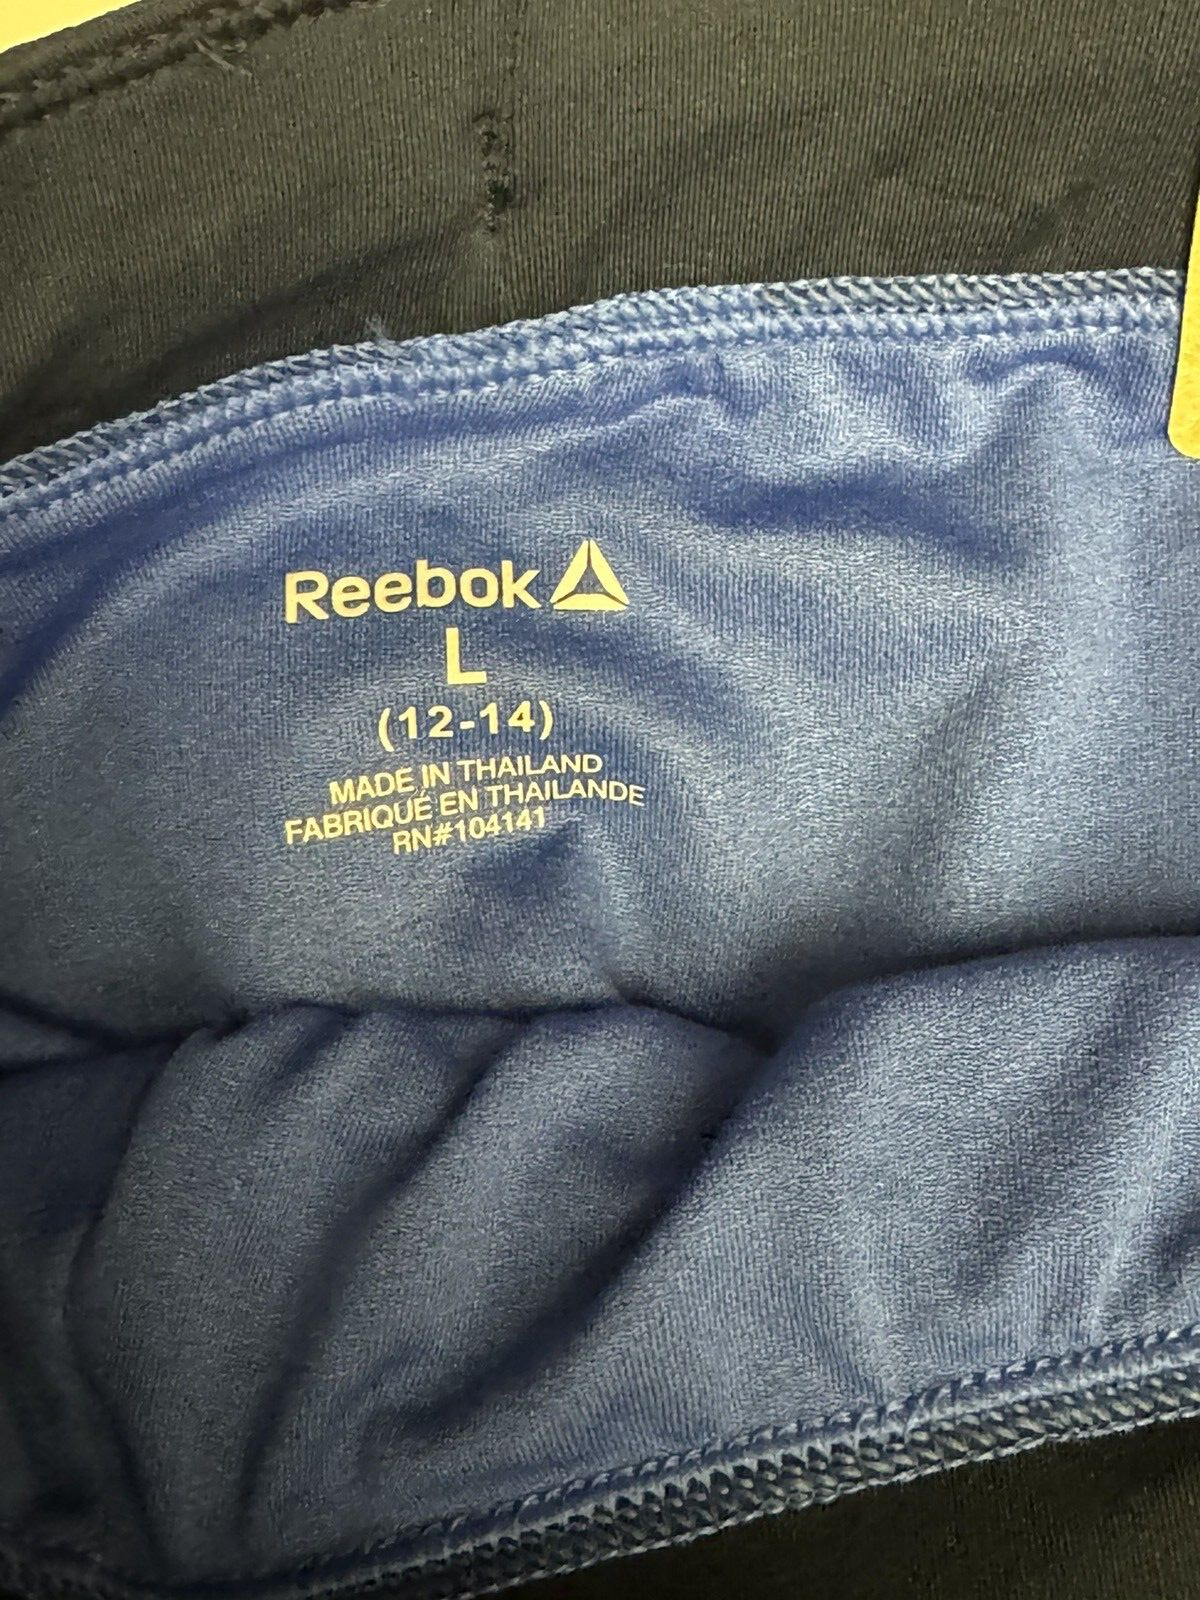 Reebok
L
(12-14)
MADE IN THAILAND
FABRIQUÉ EN THAILANDE
RN#104141